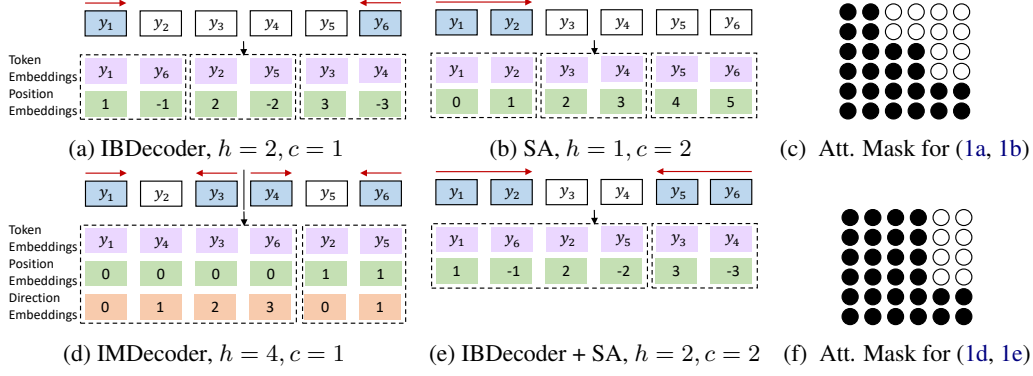 y₁ y₂ y₃ y₄ y₅ y₆
Token
Embeddings
y₁ y₆ y₂ y₅ y₃ y₄
Position
Embeddings
1 -1 2 -2 3 -3
(a) IBDecoder, h = 2, c = 1
y₁ y₂ y₃ y₄ y₅ y₆
y₁ y₂ y₃ y₄ y₅ y₆
0 1 2 3 4 5
(b) SA, h = 1, c = 2
(c) Att. Mask for (1a, 1b)
y₁ y₂ y₃ y₄ y₅ y₆
Token
Embeddings
y₁ y₄ y₃ y₆ y₂ y₅
Position
Embeddings
0 0 0 0 1 1
Direction
Embeddings
0 1 2 3 0 1
(d) IMDecoder, h = 4, c = 1
y₁ y₂ y₃ y₄ y₅ y₆
y₁ y₆ y₂ y₅ y₃ y₄
1 -1 2 -2 3 -3
(e) IBDecoder + SA, h = 2, c = 2
(f) Att. Mask for (1d, 1e)